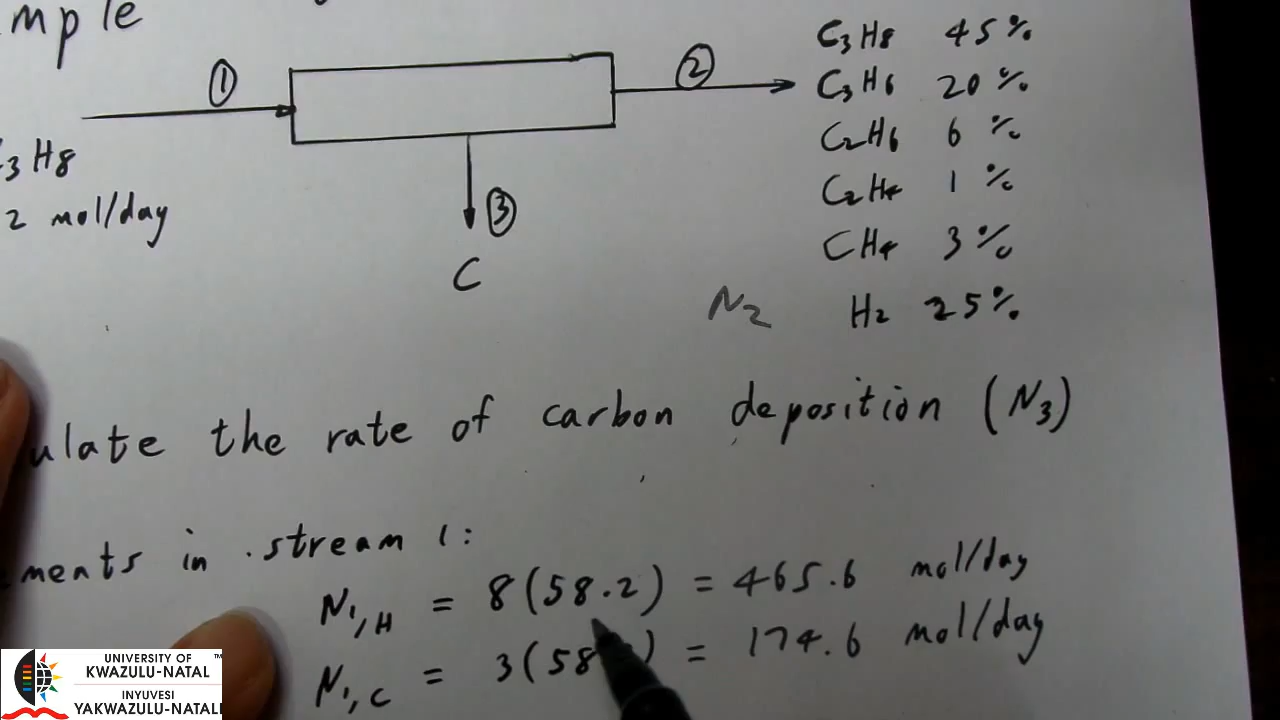 mple
① ② C3H8 45%
C3H6 20%
C3H8 C2H6 6%
2 mol/day ③ C2H4 1%
C CH4 3%
N2 H2 25%
ulate the rate of carbon deposition (N3)
ements in stream 1:
N1,H = 8(58.2) = 465.6 mol/day
N1,C = 3(58 ) = 174.6 mol/day
UNIVERSITY OF
KWAZULU-NATAL
INYUVESI
YAKWAZULU-NATALI